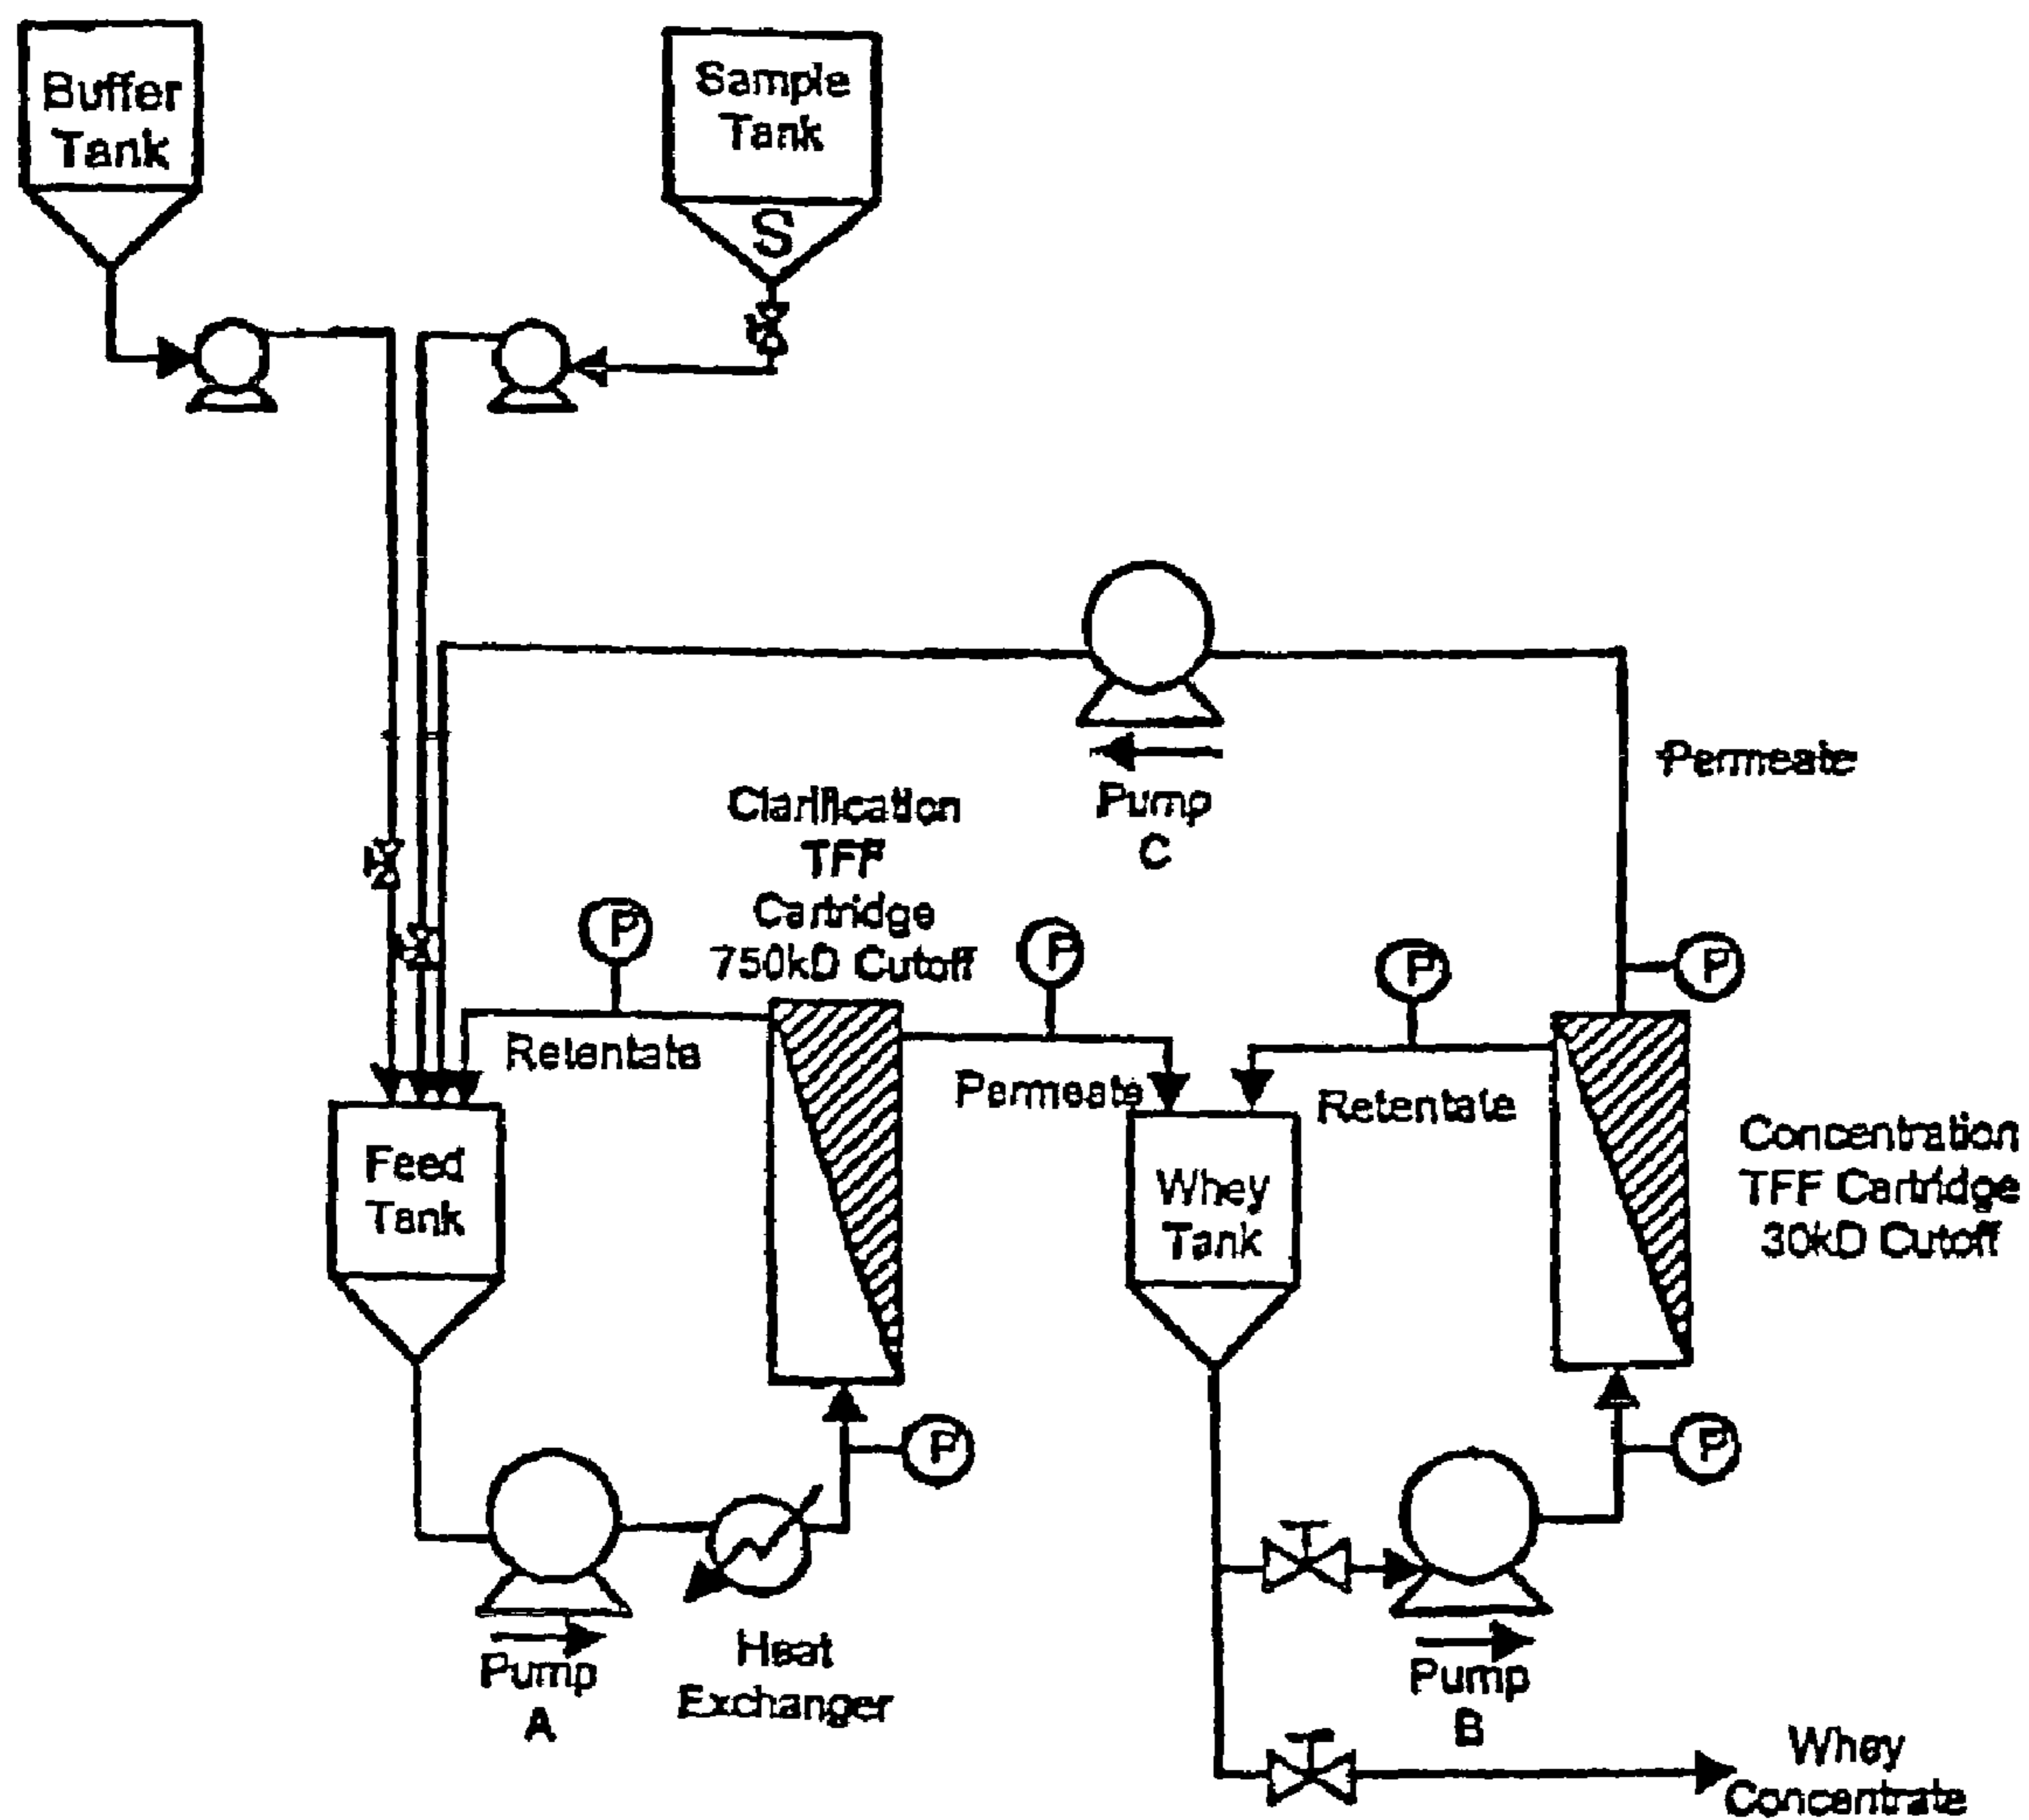 Buffer
Tank
Sample
Tank
S
Permeate
Pump
C
Clarification
TFF
Cartridge
750kD Cutoff
P
P
P
P
Retentate
Permeate
Retentate
Feed
Tank
Whey
Tank
Concentration
TFF Cartridge
30kD Cutoff
P
P
Pump
A
Heat
Exchanger
Pump
B
Whey
Concentrate